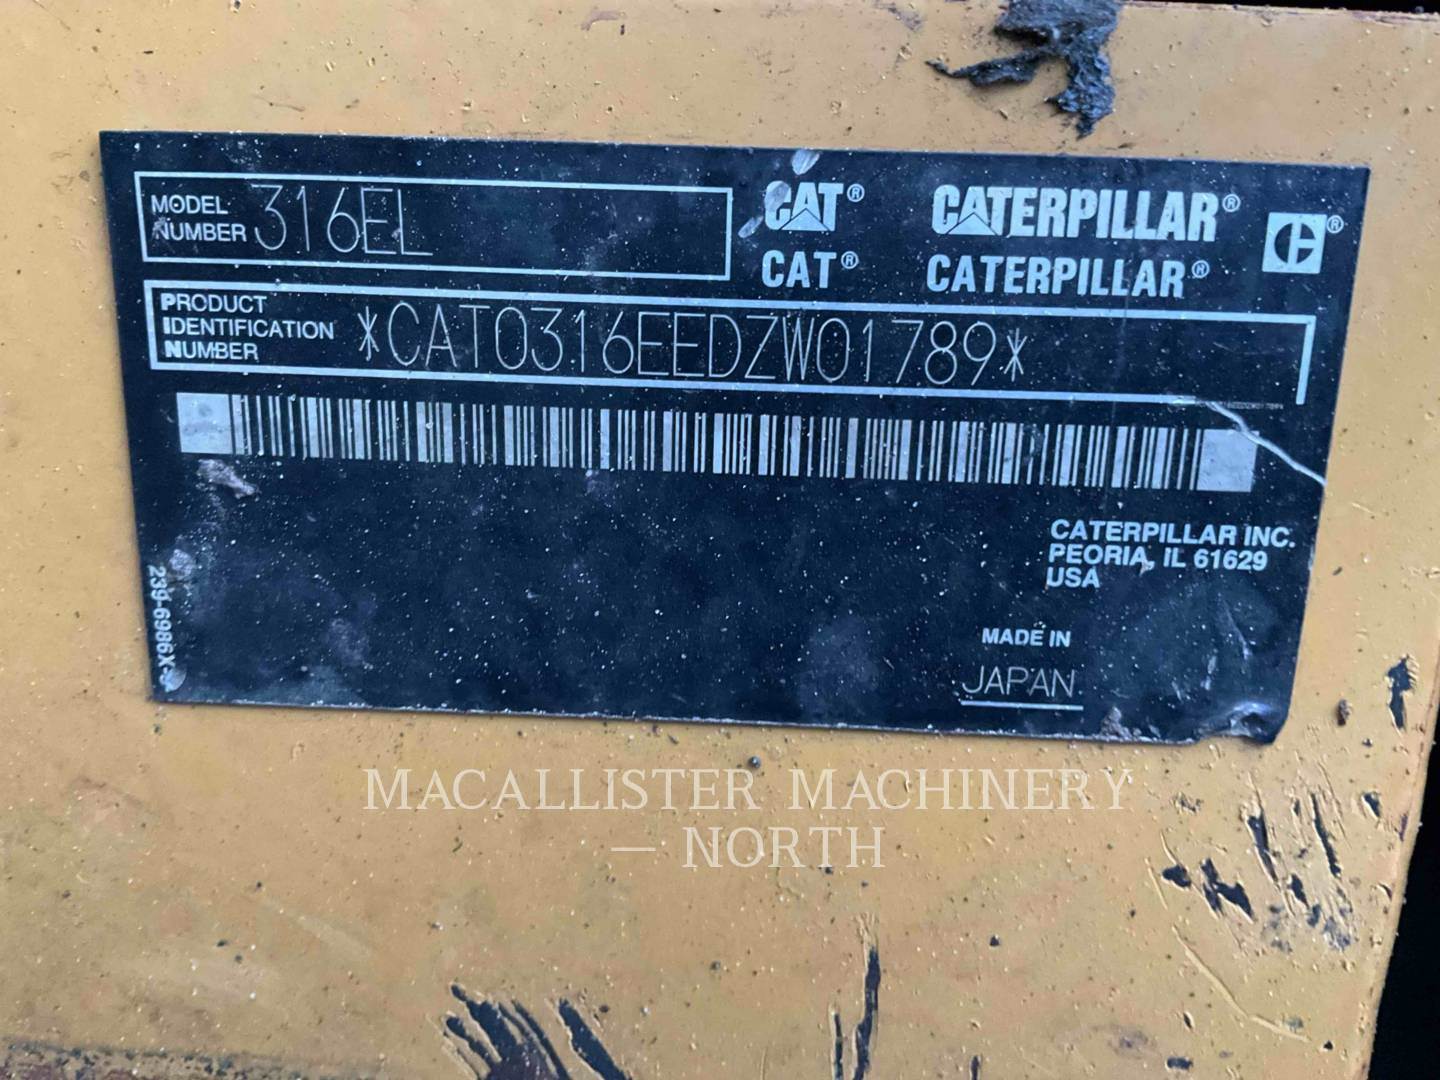 MODEL NUMBER 316EL
CAT® CATERPILLAR® ®
CAT® CATERPILLAR®
PRODUCT IDENTIFICATION NUMBER *CAT0316EEDZW01789*
CATERPILLAR INC.
PEORIA, IL 61629
USA
MADE IN
JAPAN
MACALLISTER MACHINERY
— NORTH